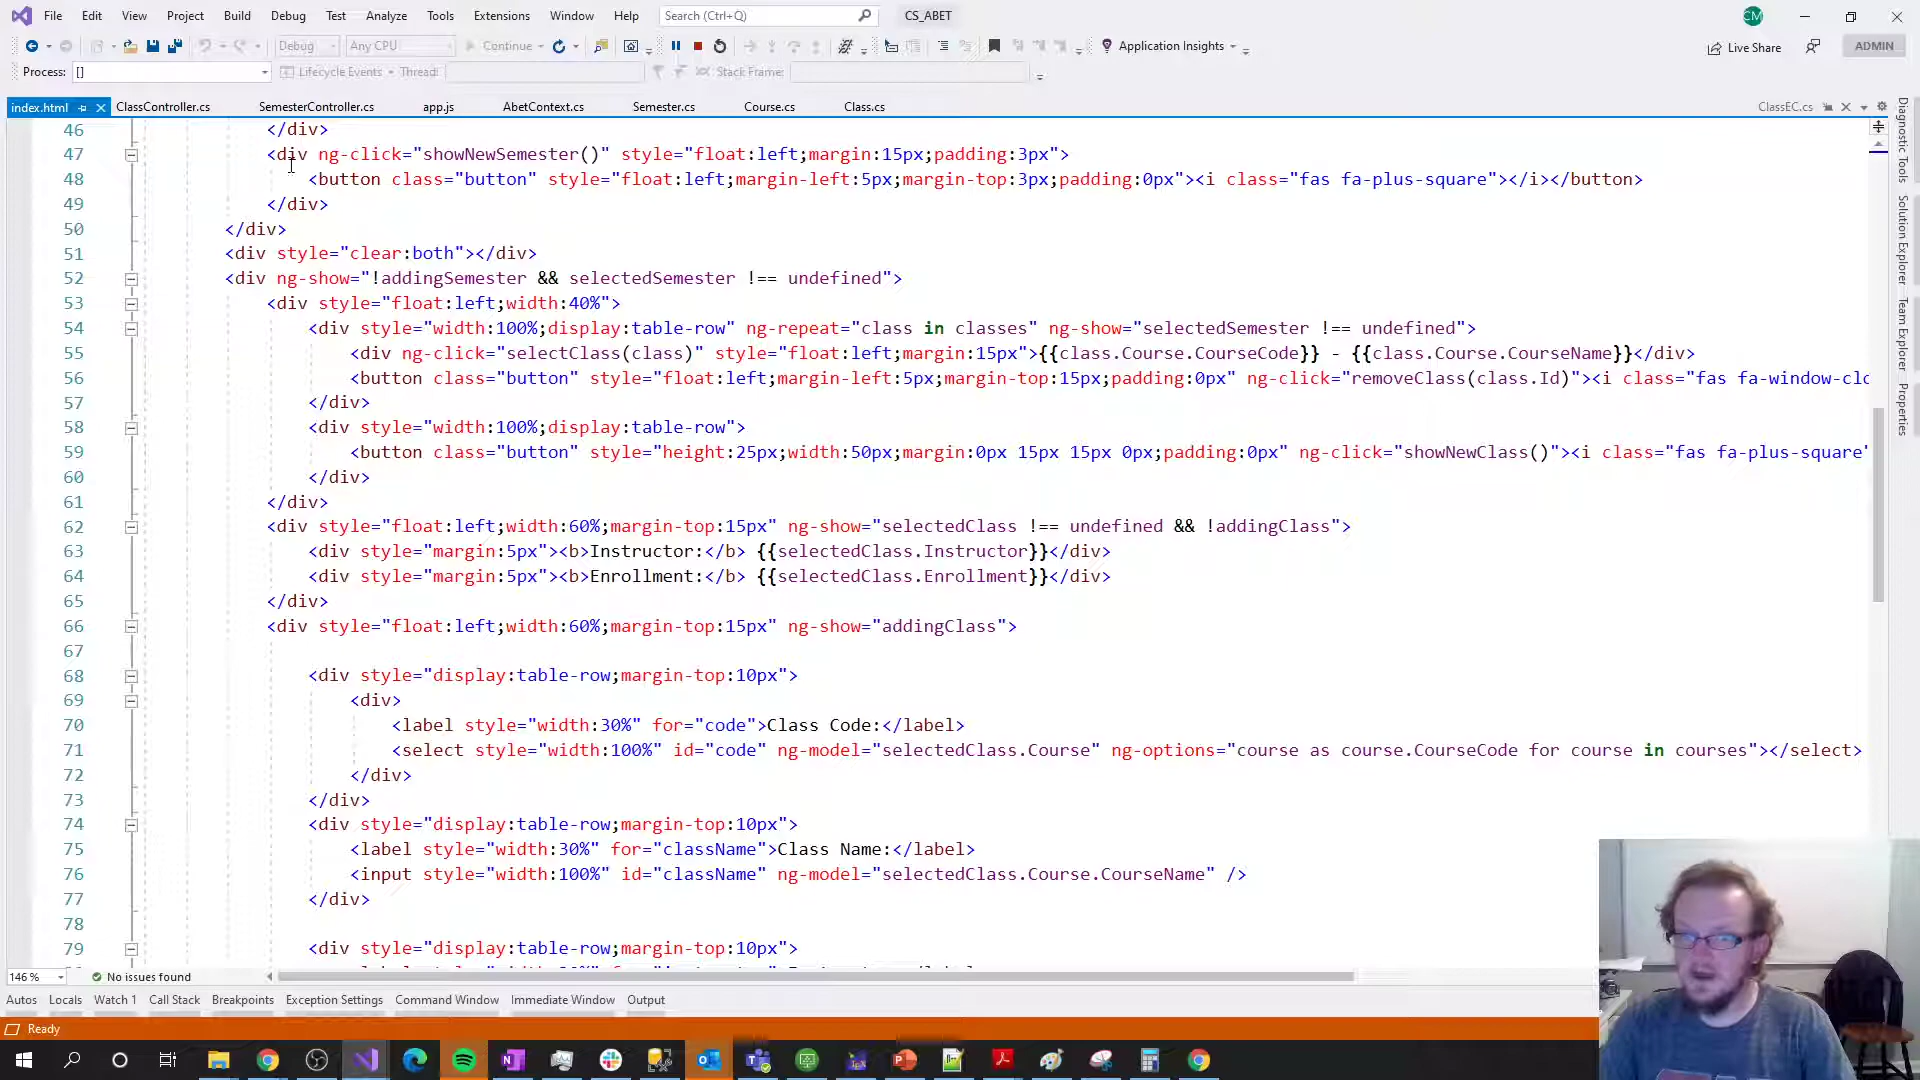 File Edit View Project Build Debug Test Analyze Tools Extensions Window Help Search (Ctrl+Q) CS_ABET CM
Debug Any CPU Continue Application Insights Live Share ADMIN
Process: [] Lifecycle Events Thread: Stack Frame:
index.html ClassController.cs SemesterController.cs app.js AbetContext.cs Semester.cs Course.cs Class.cs ClassEC.cs
46 </div>
47 <div ng-click="showNewSemester()" style="float:left;margin:15px;padding:3px">
48 <button class="button" style="float:left;margin-left:5px;margin-top:3px;padding:0px"><i class="fas fa-plus-square"></i></button>
49 </div>
50 </div>
51 <div style="clear:both"></div>
52 <div ng-show="!addingSemester && selectedSemester !== undefined">
53 <div style="float:left;width:40%">
54 <div style="width:100%;display:table-row" ng-repeat="class in classes" ng-show="selectedSemester !== undefined">
55 <div ng-click="selectClass(class)" style="float:left;margin:15px">{{class.Course.CourseCode}} - {{class.Course.CourseName}}</div>
56 <button class="button" style="float:left;margin-left:5px;margin-top:15px;padding:0px" ng-click="removeClass(class.Id)"><i class="fas fa-window-clo
57 </div>
58 <div style="width:100%;display:table-row">
59 <button class="button" style="height:25px;width:50px;margin:0px 15px 15px 0px;padding:0px" ng-click="showNewClass()"><i class="fas fa-plus-square"
60 </div>
61 </div>
62 <div style="float:left;width:60%;margin-top:15px" ng-show="selectedClass !== undefined && !addingClass">
63 <div style="margin:5px"><b>Instructor:</b> {{selectedClass.Instructor}}</div>
64 <div style="margin:5px"><b>Enrollment:</b> {{selectedClass.Enrollment}}</div>
65 </div>
66 <div style="float:left;width:60%;margin-top:15px" ng-show="addingClass">
67
68 <div style="display:table-row;margin-top:10px">
69 <div>
70 <label style="width:30%" for="code">Class Code:</label>
71 <select style="width:100%" id="code" ng-model="selectedClass.Course" ng-options="course as course.CourseCode for course in courses"></select>
72 </div>
73 </div>
74 <div style="display:table-row;margin-top:10px">
75 <label style="width:30%" for="className">Class Name:</label>
76 <input style="width:100%" id="className" ng-model="selectedClass.Course.CourseName" />
77 </div>
78
79 <div style="display:table-row;margin-top:10px">
146 % No issues found
Autos Locals Watch 1 Call Stack Breakpoints Exception Settings Command Window Immediate Window Output
Ready
Diagnostic Tools
Solution Explorer
Team Explorer
Properties